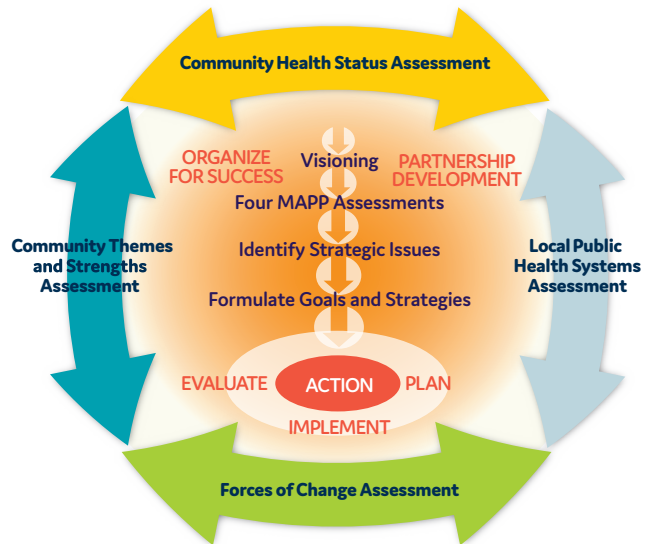 Community Health Status Assessment
ORGANIZE
FOR SUCCESS
Visioning
PARTNERSHIP
DEVELOPMENT
Four MAPP Assessments
Community Themes
and Strengths
Assessment
Identify Strategic Issues
Local Public
Health Systems
Assessment
Formulate Goals and Strategies
EVALUATE
ACTION
PLAN
IMPLEMENT
Forces of Change Assessment